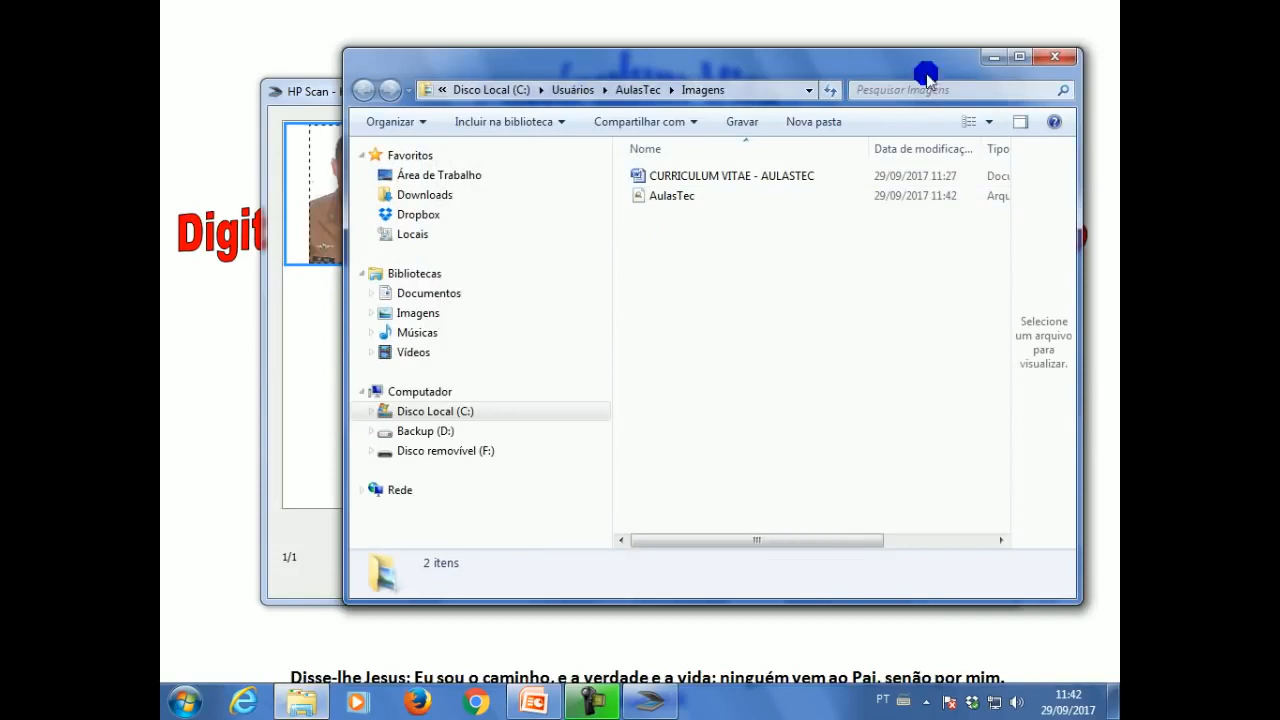 HP Scan -
Disco Local (C:) Usuários AulasTec Imagens
Pesquisar Imagens
Organizar Incluir na biblioteca Compartilhar com Gravar Nova pasta
Favoritos
Área de Trabalho
Downloads
Dropbox
Locais
Bibliotecas
Documentos
Imagens
Músicas
Vídeos
Computador
Disco Local (C:)
Backup (D:)
Disco removível (F:)
Rede
Nome Data de modificaç... Tipo
CURRICULUM VITAE - AULASTEC 29/09/2017 11:27 Docu
AulasTec 29/09/2017 11:42 Arqu
Selecione
um arquivo
para
visualizar.
2 itens
Digit
1/1
Disse-lhe Jesus: Eu sou o caminho, e a verdade e a vida; ninguém vem ao Pai, senão por mim.
PT
11:42
29/09/2017